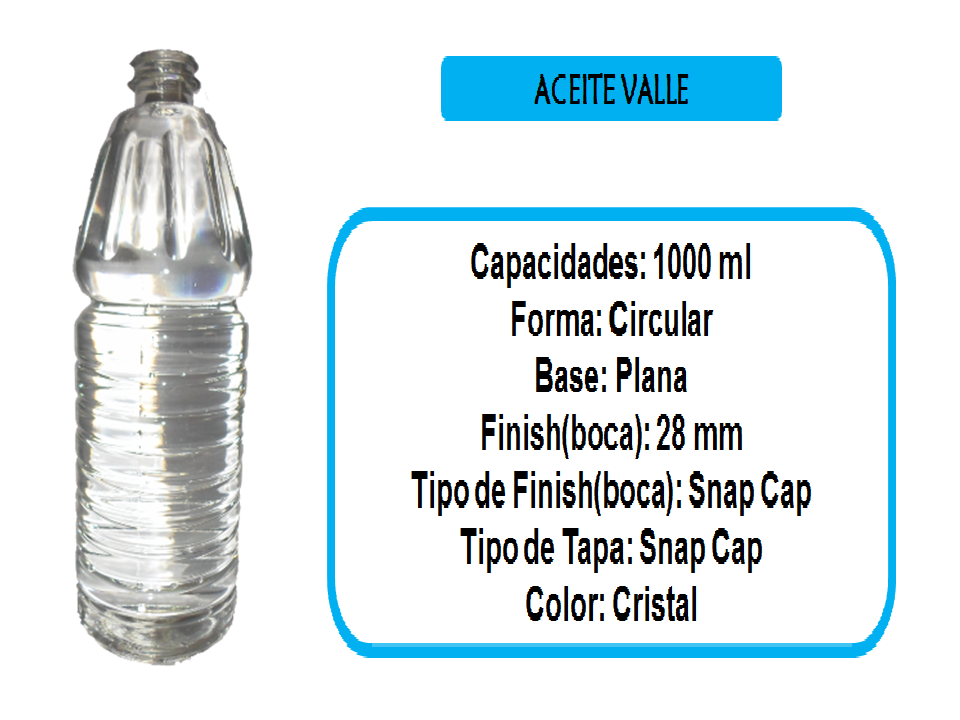 ACEITE VALLE
Capacidades: 1000 ml
Forma: Circular
Base: Plana
Finish(boca): 28 mm
Tipo de Finish(boca): Snap Cap
Tipo de Tapa: Snap Cap
Color: Cristal